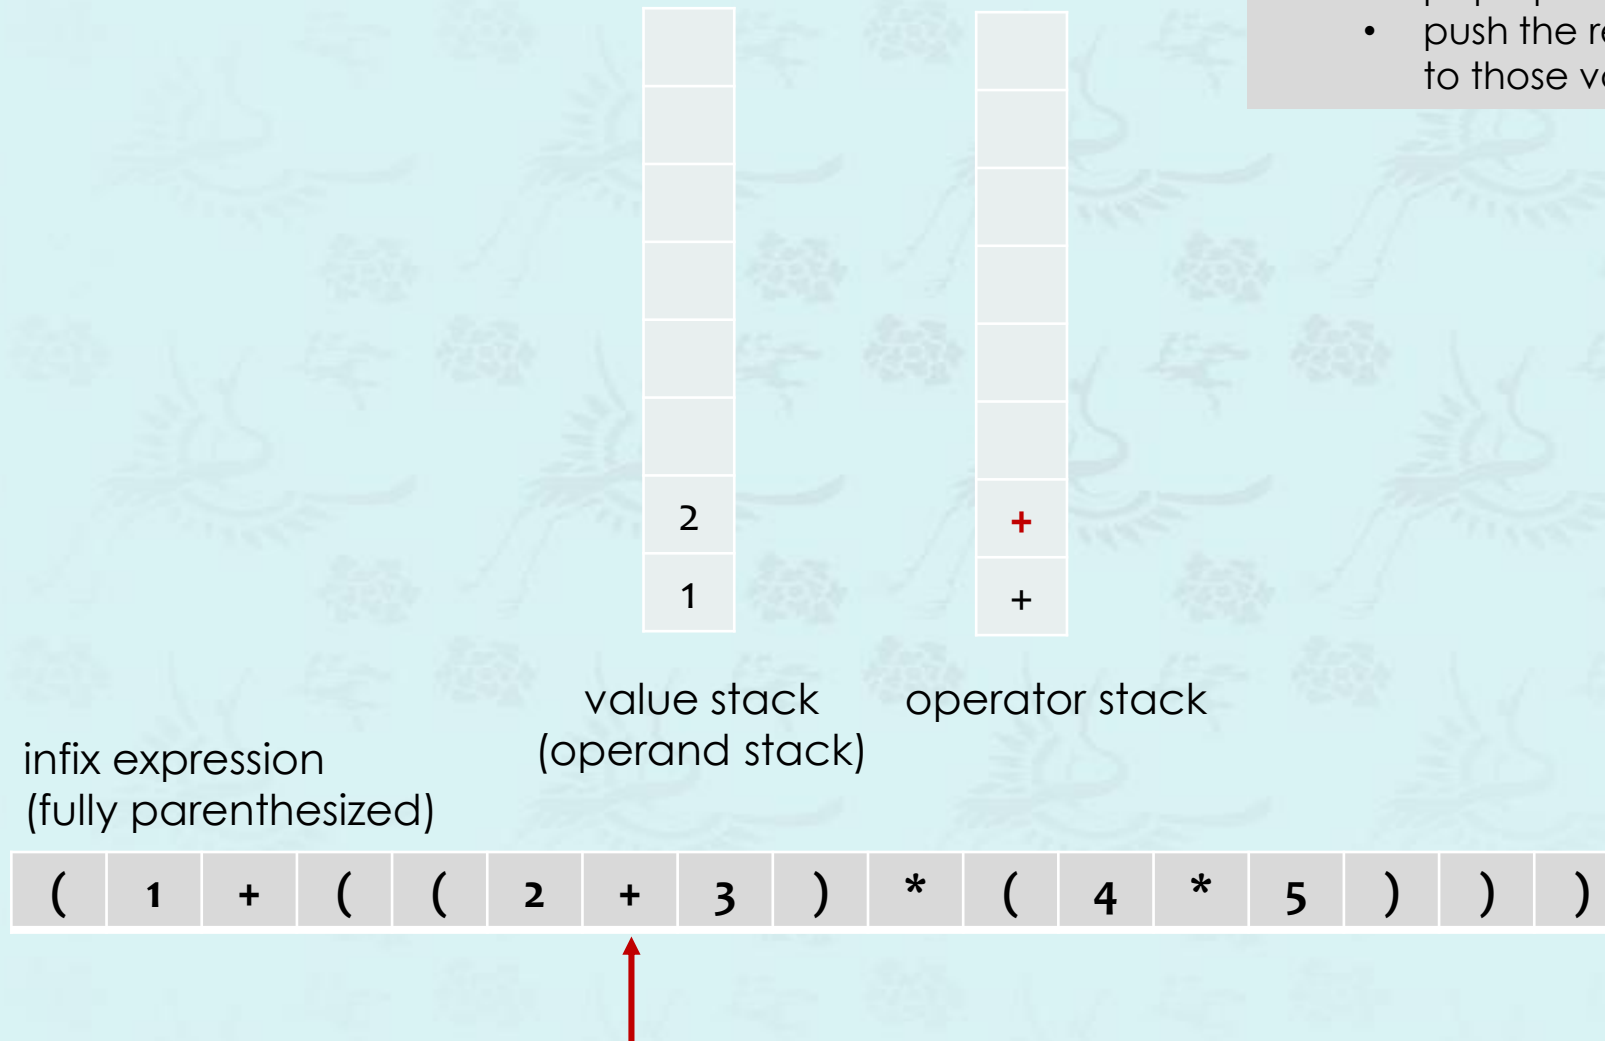 • push the
to those
2 +
1 +
value stack operator stack
(operand stack)
infix expression
(fully parenthesized)
( 1 + ( ( 2 + 3 ) * ( 4 * 5 ) ) )